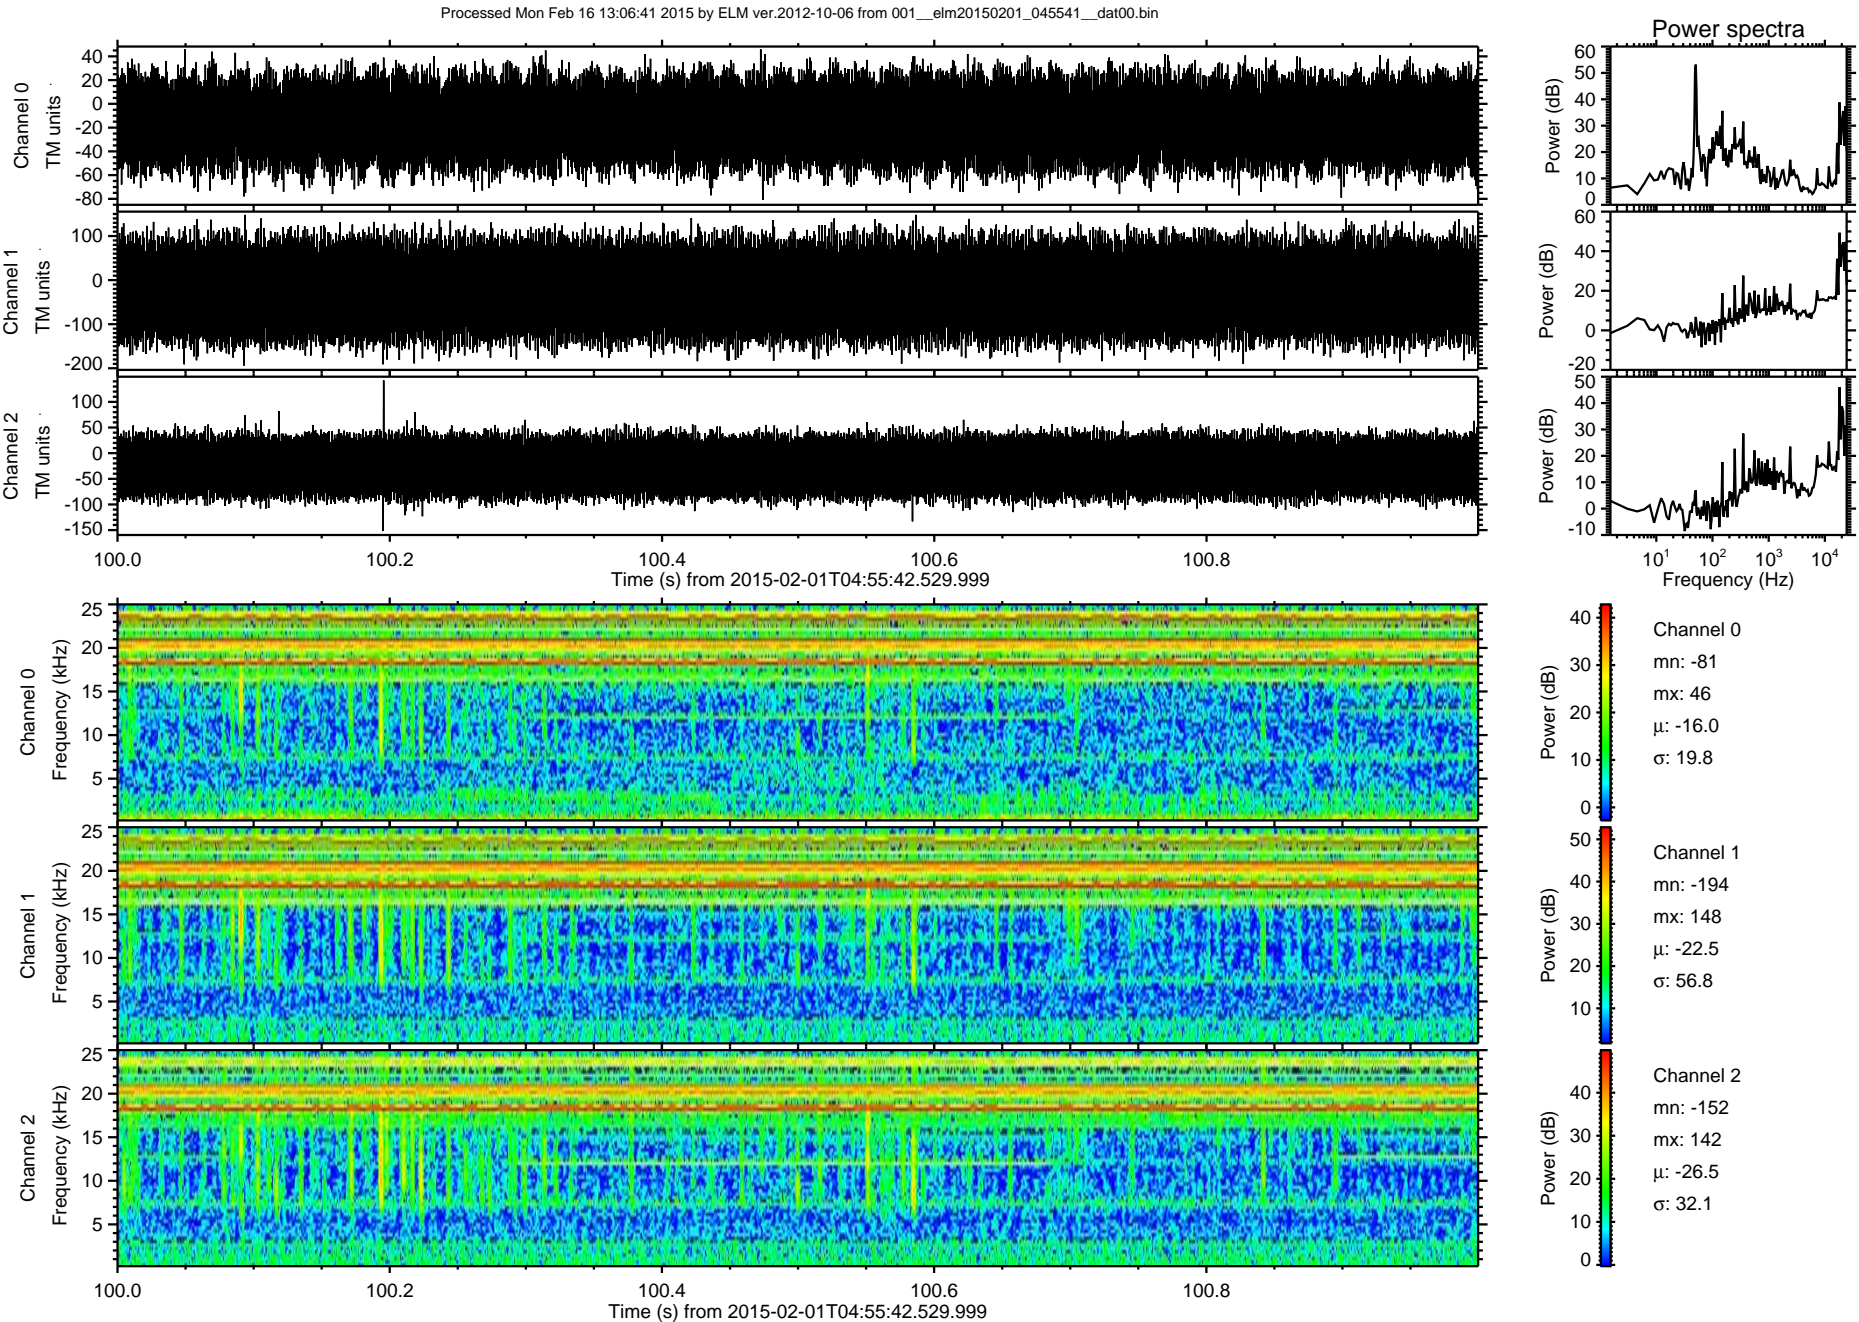 Processed Mon Feb 16 13:06:41 2015 by ELM ver.2012-10-06 from 001__elm20150201_045541__dat00.bin
Power spectra
Channel 0
TM units
40
20
0
-20
-40
-60
-80
Power (dB)
60
50
40
30
20
10
0
Channel 1
TM units
100
0
-100
-200
Power (dB)
60
40
20
0
-20
Channel 2
TM units
100
50
0
-50
-100
-150
Power (dB)
50
40
30
20
10
0
-10
100.0 100.2 100.4 100.6 100.8
Time (s) from 2015-02-01T04:55:42.529.999
10¹ 10² 10³ 10⁴
Frequency (Hz)
Channel 0
Frequency (kHz)
25
20
15
10
5
Power (dB)
40
30
20
10
0
Channel 0
mn: -81
mx: 46
μ: -16.0
σ: 19.8
Channel 1
Frequency (kHz)
25
20
15
10
5
Power (dB)
50
40
30
20
10
Channel 1
mn: -194
mx: 148
μ: -22.5
σ: 56.8
Channel 2
Frequency (kHz)
25
20
15
10
5
Power (dB)
40
30
20
10
0
Channel 2
mn: -152
mx: 142
μ: -26.5
σ: 32.1
100.0 100.2 100.4 100.6 100.8
Time (s) from 2015-02-01T04:55:42.529.999